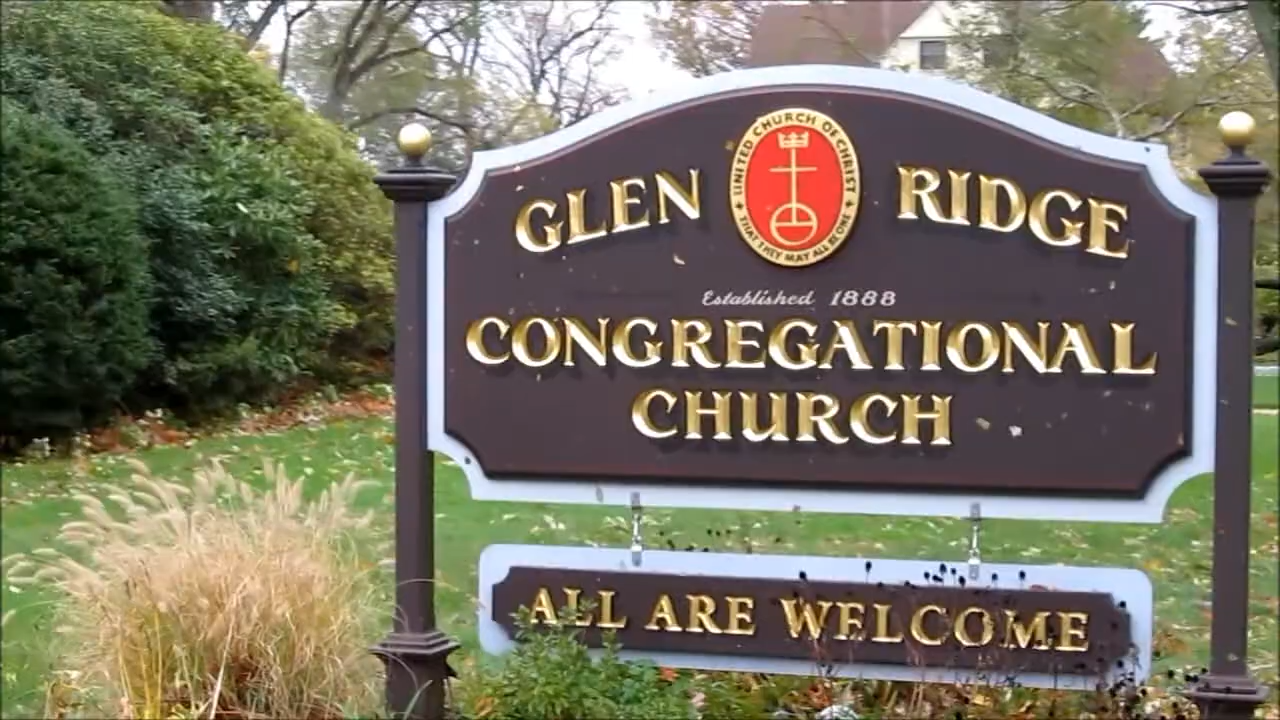 GLEN RIDGE
UNITED CHURCH OF CHRIST
THAT THEY MAY ALL BE ONE
Established 1888
CONGREGATIONAL
CHURCH
ALL ARE WELCOME